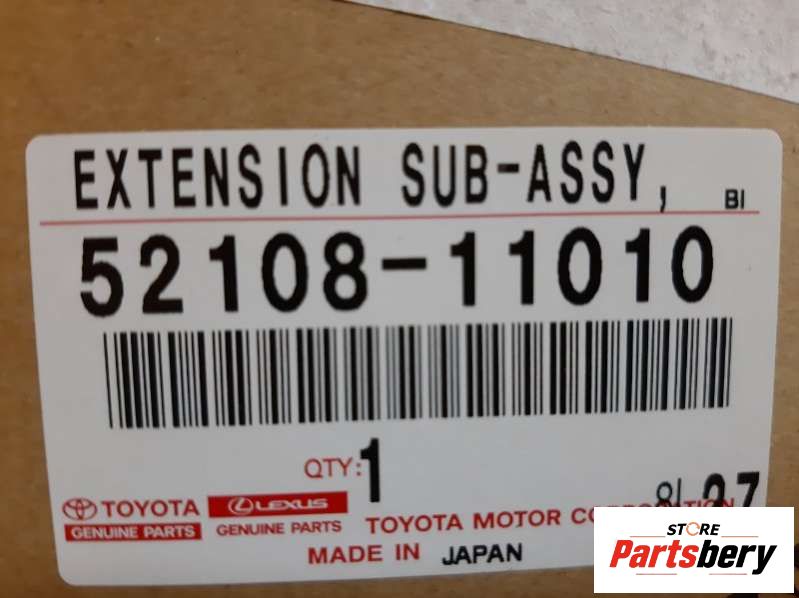 EXTENSION SUB-ASSY, BI
52108-11010
QTY: 1
TOYOTA LEXUS
GENUINE PARTS GENUINE PARTS TOYOTA MOTOR
MADE IN JAPAN
STORE
Partsbery